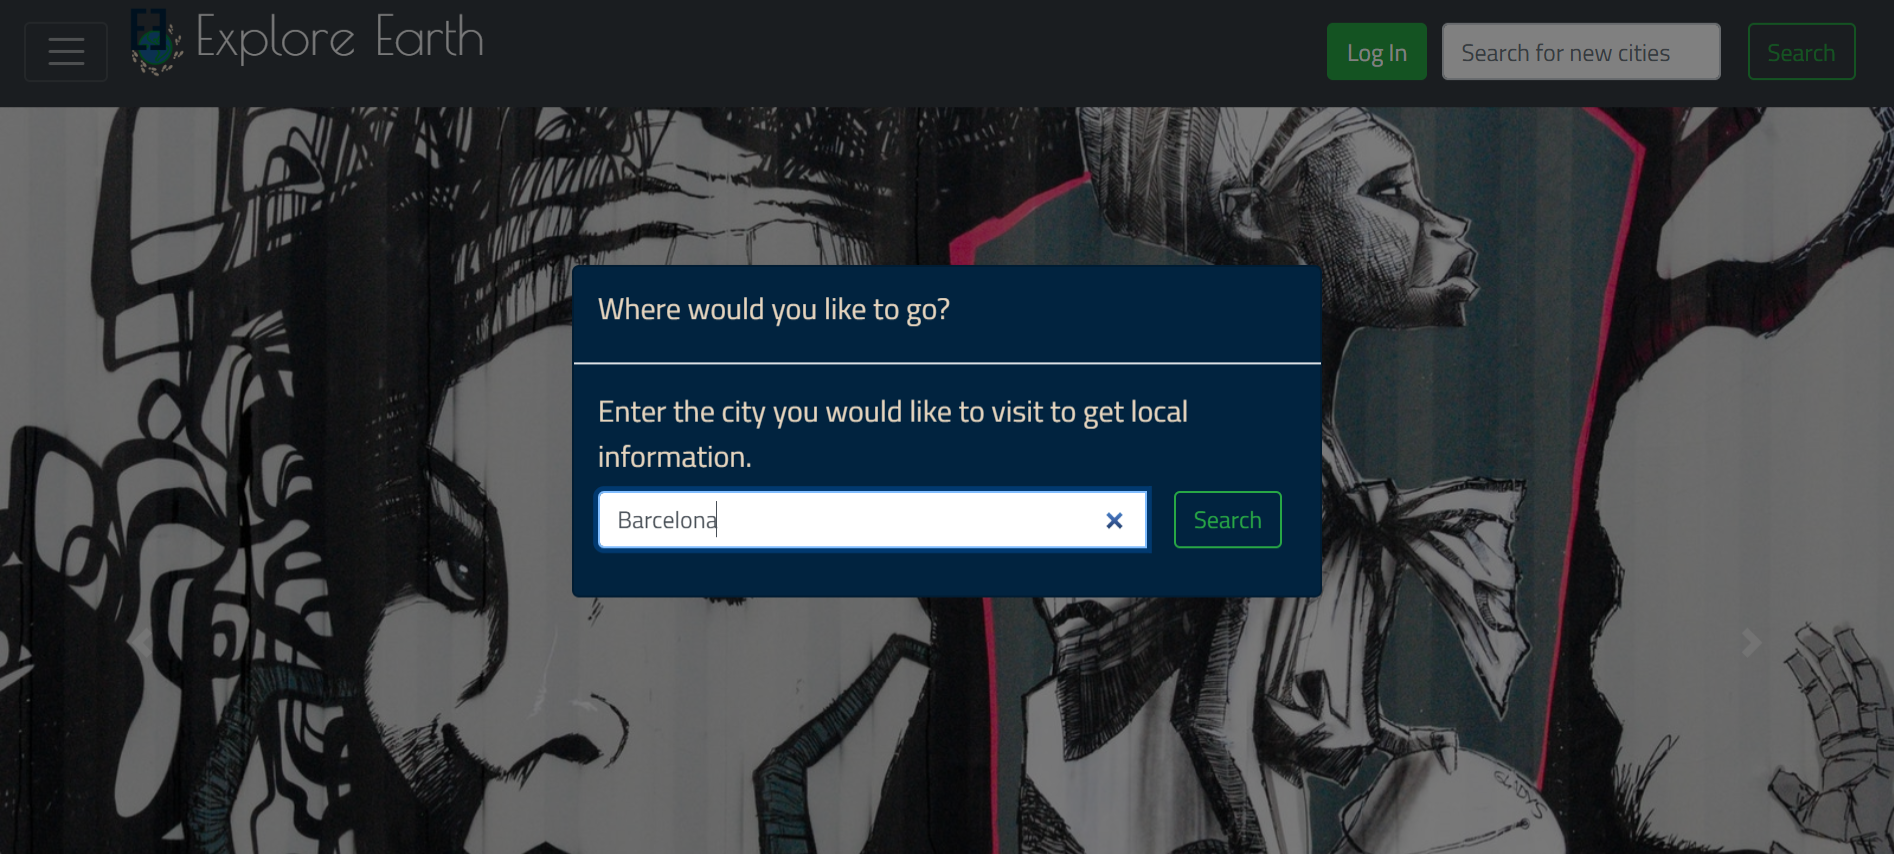 Explore Earth
Log In
Search for new cities
Search
Where would you like to go?
Enter the city you would like to visit to get local
information.
Barcelona
Search
GLADYS